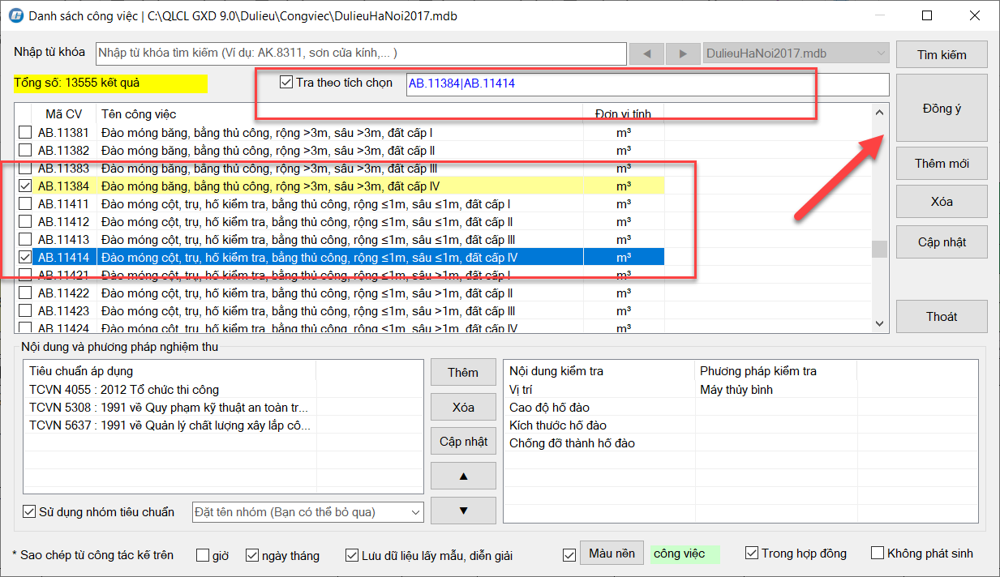 Danh sách công việc | C:\QLCL GXD 9.0\Dulieu\Congviec\DulieuHaNoi2017.mdb
Nhập từ khóa Nhập từ khóa tìm kiếm (Ví dụ: AK.8311, sơn cửa kính,... ) ◀ ▶ DulieuHaNoi2017.mdb Tìm kiếm
Tổng số: 13555 kết quả Tra theo tích chọn AB.11384|AB.11414
Đồng ý
Mã CV Tên công việc Đơn vị tính
AB.11381 Đào móng băng, bằng thủ công, rộng >3m, sâu >3m, đất cấp I m³
AB.11382 Đào móng băng, bằng thủ công, rộng >3m, sâu >3m, đất cấp II m³
AB.11383 Đào móng băng, bằng thủ công, rộng >3m, sâu >3m, đất cấp III m³
Thêm mới
AB.11384 Đào móng băng, bằng thủ công, rộng >3m, sâu >3m, đất cấp IV m³
AB.11411 Đào móng cột, trụ, hố kiểm tra, bằng thủ công, rộng ≤1m, sâu ≤1m, đất cấp I m³
Xóa
AB.11412 Đào móng cột, trụ, hố kiểm tra, bằng thủ công, rộng ≤1m, sâu ≤1m, đất cấp II m³
AB.11413 Đào móng cột, trụ, hố kiểm tra, bằng thủ công, rộng ≤1m, sâu ≤1m, đất cấp III m³
Cập nhật
AB.11414 Đào móng cột, trụ, hố kiểm tra, bằng thủ công, rộng ≤1m, sâu ≤1m, đất cấp IV m³
AB.11421 Đào móng cột, trụ, hố kiểm tra, bằng thủ công, rộng ≤1m, sâu >1m, đất cấp I m³
AB.11422 Đào móng cột, trụ, hố kiểm tra, bằng thủ công, rộng ≤1m, sâu >1m, đất cấp II m³
AB.11423 Đào móng cột, trụ, hố kiểm tra, bằng thủ công, rộng ≤1m, sâu >1m, đất cấp III m³
Thoát
AB.11424 Đào móng cột, trụ, hố kiểm tra, bằng thủ công, rộng ≤1m, sâu >1m, đất cấp IV m³
Nội dung và phương pháp nghiệm thu
Tiêu chuẩn áp dụng
TCVN 4055 : 2012 Tổ chức thi công
TCVN 5308 : 1991 về Quy phạm kỹ thuật an toàn tr...
TCVN 5637 : 1991 về Quản lý chất lượng xây lắp cô...
Thêm
Xóa
Cập nhật
▲
▼
Nội dung kiểm tra Phương pháp kiểm tra
Vị trí Máy thủy bình
Cao độ hố đào
Kích thước hố đào
Chống đỡ thành hố đào
Sử dụng nhóm tiêu chuẩn Đặt tên nhóm (Bạn có thể bỏ qua)
* Sao chép từ công tác kế trên giờ ngày tháng Lưu dữ liệu lấy mẫu, diễn giải Màu nền công việc Trong hợp đồng Không phát sinh